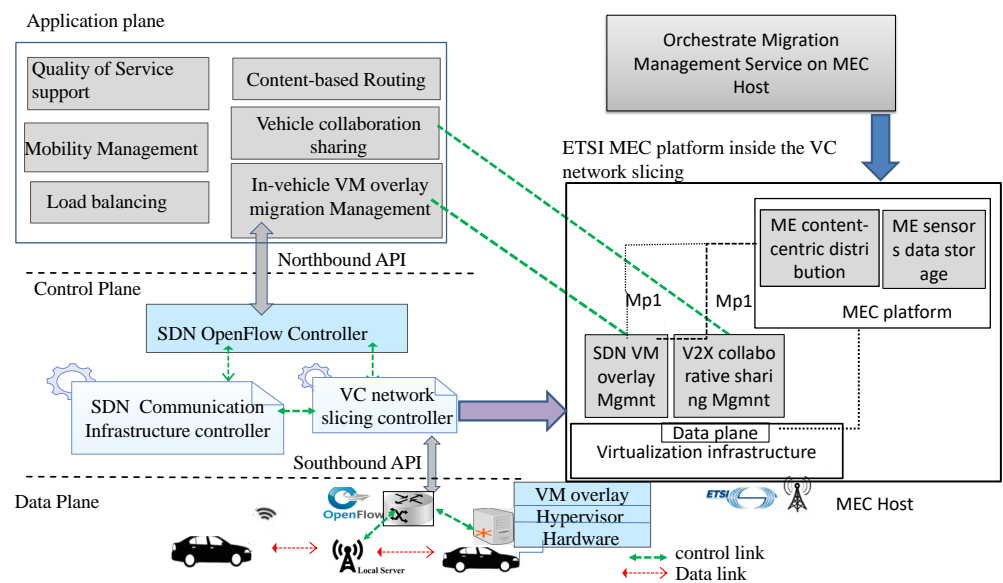 Application plane
Quality of Service
support
Content-based Routing
Mobility Management
Vehicle collaboration
sharing
Load balancing
In-vehicle VM overlay
migration Management
Orchestrate Migration
Management Service on MEC
Host
ETSI MEC platform inside the VC
network slicing
ME content-
centric distri
bution
ME sensor
s data stor
age
MEC platform
Mp1
Mp1
SDN VM
overlay
Mgmnt
V2X collabo
rative shari
ng Mgmnt
Data plane
Virtualization infrastructure
ETSI
MEC Host
Northbound API
Control Plane
SDN OpenFlow Controller
SDN Communication
Infrastructure controller
VC network
slicing controller
Southbound API
Data Plane
OpenFlow
VM overlay
Hypervisor
Hardware
Local Server
control link
Data link